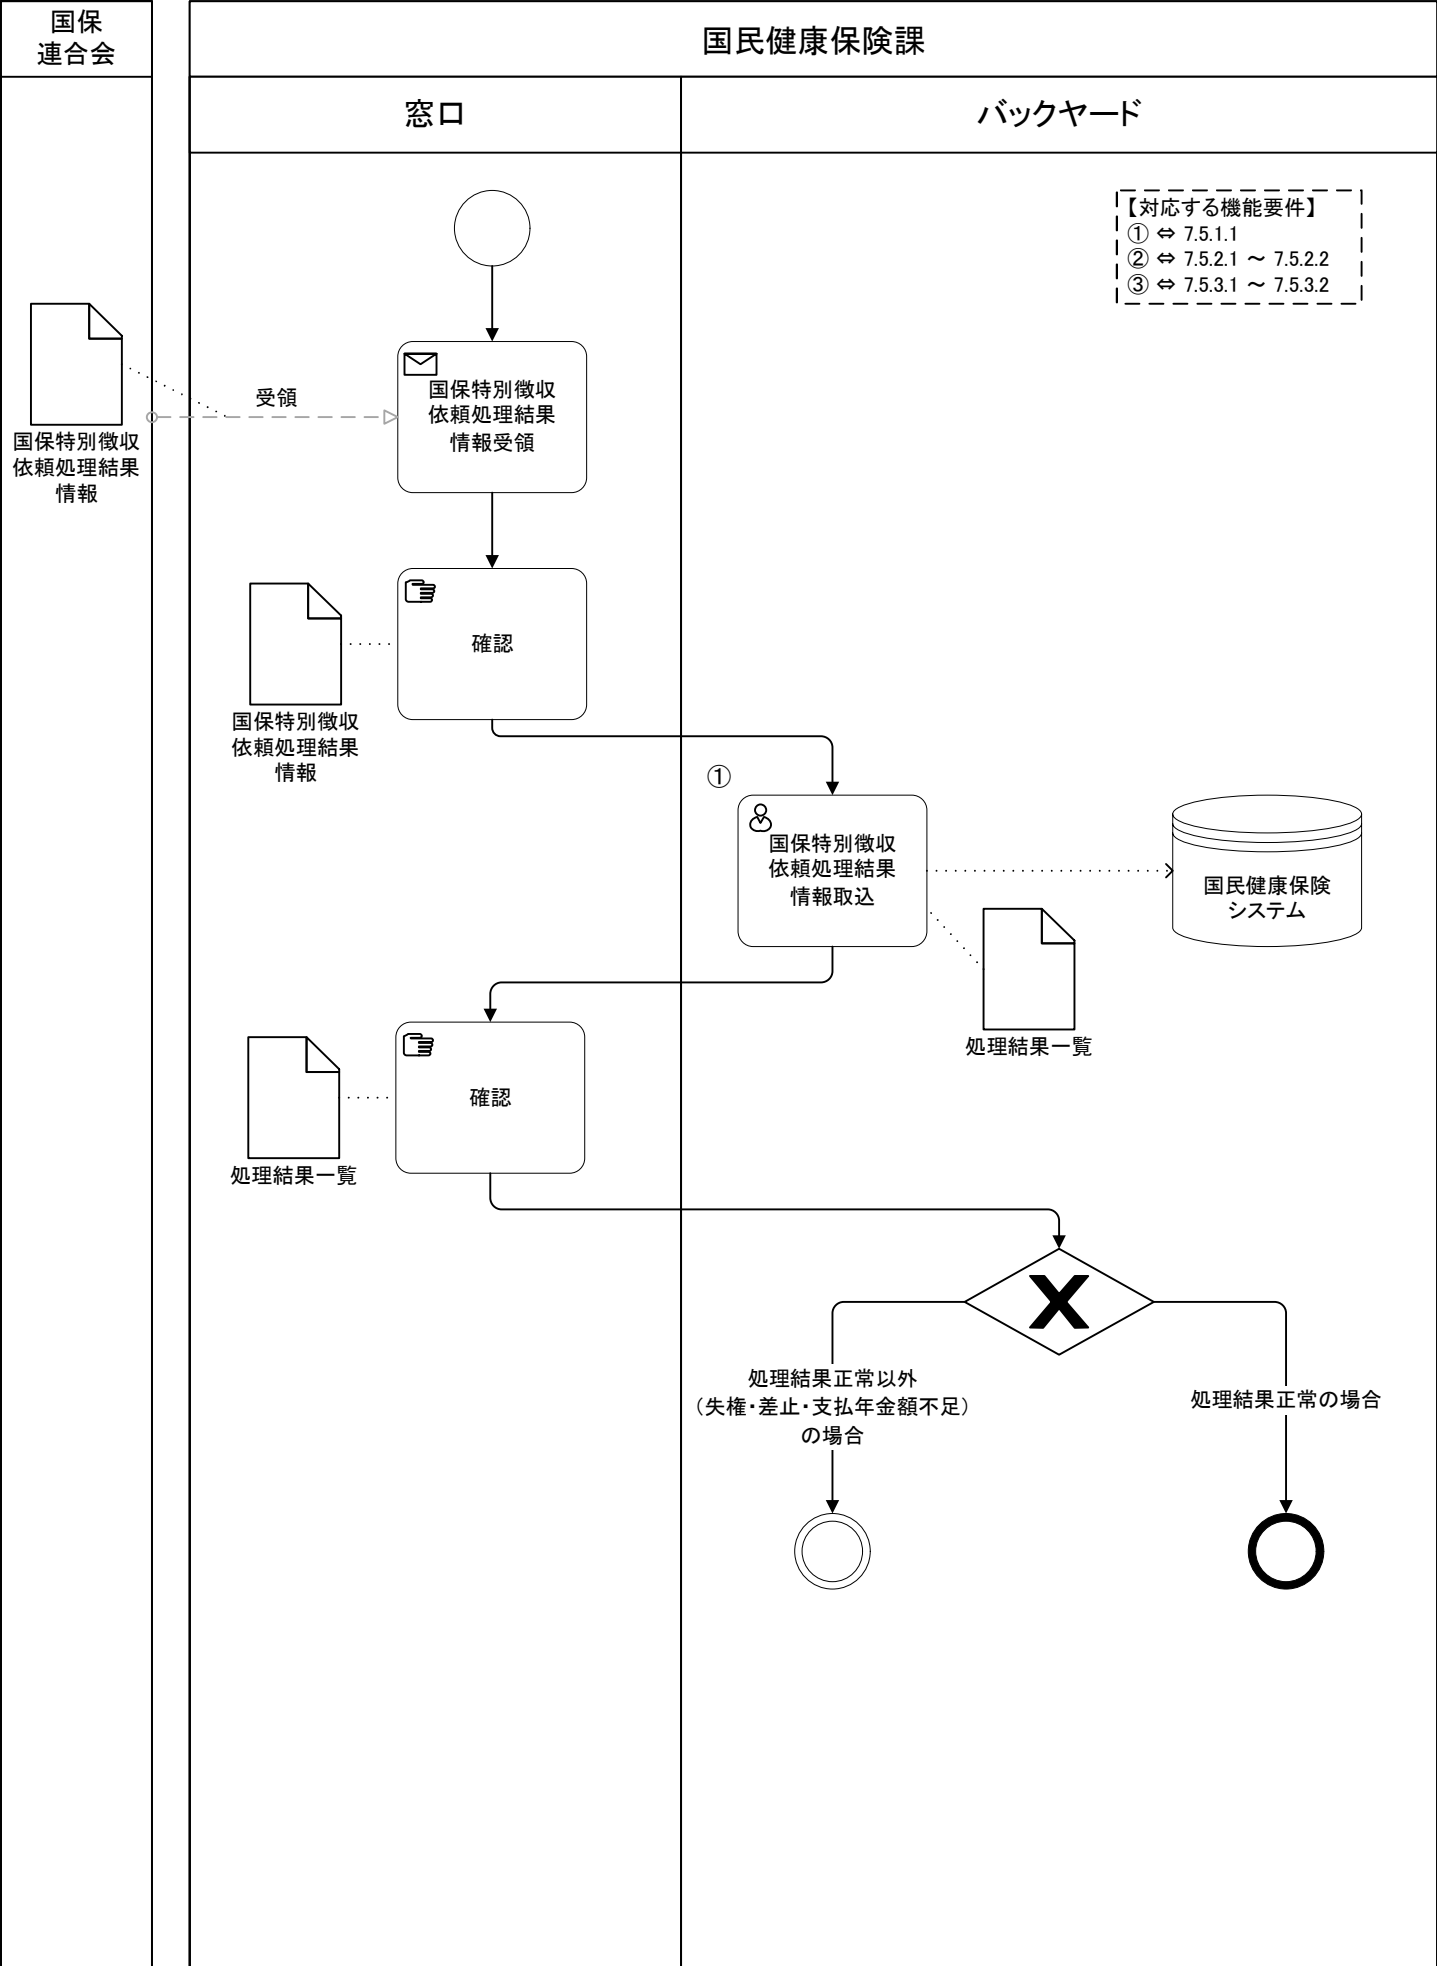 国保
連合会
国民健康保険課
窓口
バックヤード
【対応する機能要件】
① ⇔ 7.5.1.1
② ⇔ 7.5.2.1 ～ 7.5.2.2
③ ⇔ 7.5.3.1 ～ 7.5.3.2
国保特別徴収
依頼処理結果
情報
受領
国保特別徴収
依頼処理結果
情報受領
確認
国保特別徴収
依頼処理結果
情報
①
国保特別徴収
依頼処理結果
情報取込
国民健康保険
システム
処理結果一覧
確認
処理結果一覧
X
処理結果正常以外
（失権・差止・支払年金額不足）
の場合
処理結果正常の場合